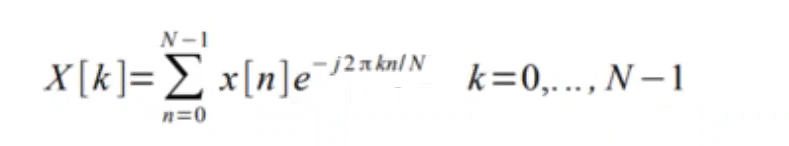 X[k]=∑_{n=0}^{N−1} x[n]e^{−j2πkn/N} k=0,..., N−1